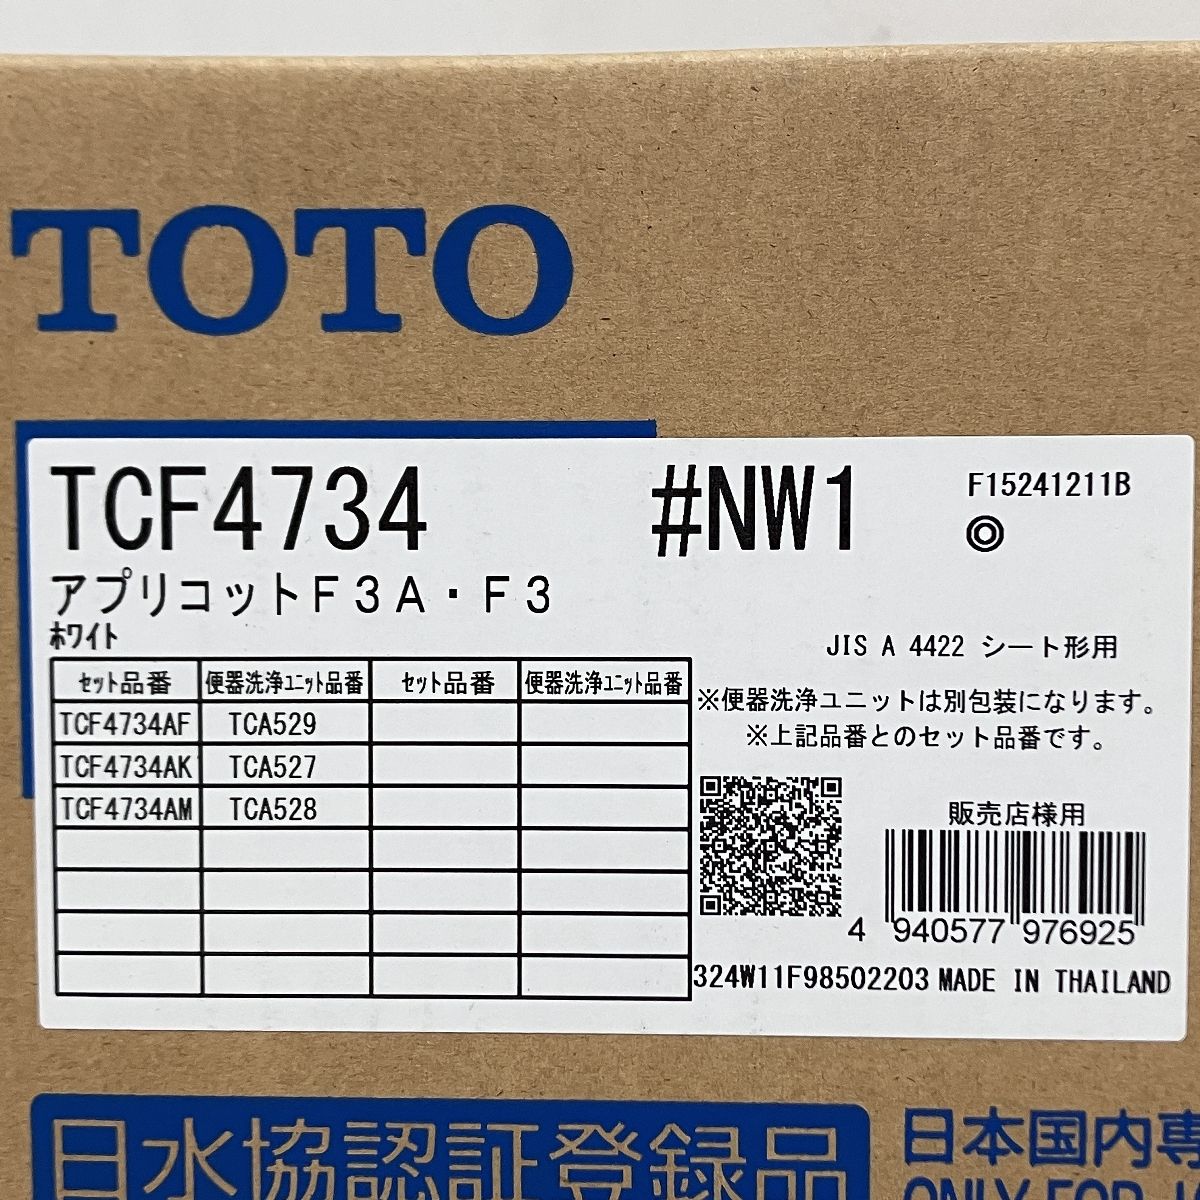 TOTO
TCF4734 #NW1 F15241211B
◎
アプリコットF3A・F3
ホワイト
JIS A 4422 シート形用
セット品番 便器洗浄ユニット品番 セット品番 便器洗浄ユニット品番
TCF4734AF TCA529
TCF4734AK TCA527
TCF4734AM TCA528
※便器洗浄ユニットは別包装になります。
※上記品番とのセット品番です。
販売店様用
4 940577 976925
324W11F98502203 MADE IN THAILAND
日水協認証登録品
日本国内専
ONLY FOR